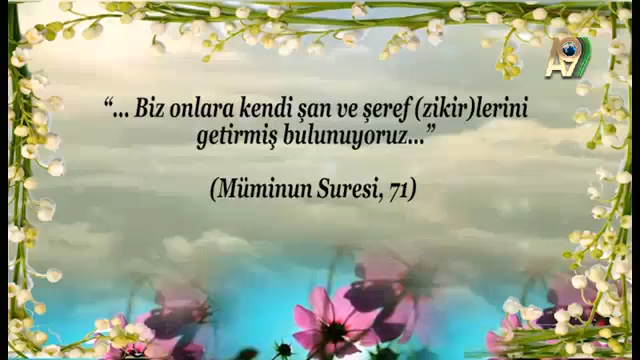 A9
“... Biz onlara kendi şan ve şeref (zikir)lerini
getirmiş bulunuyoruz...”
(Müminun Suresi, 71)